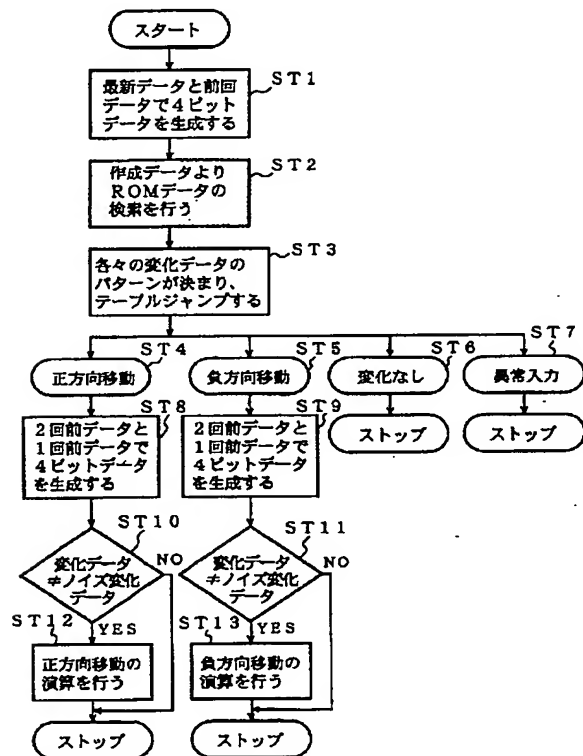 スタート
ST1
最新データと前回
データで4ビット
データを生成する
ST2
作成データより
ROMデータの
検索を行う
ST3
各々の変化データの
パターンが決まり、
テーブルジャンプする
ST4
ST5
ST6
ST7
正方向移動
負方向移動
変化なし
異常入力
ST8
ST9
2回前データと
1回前データで
4ビットデータ
を生成する
2回前データと
1回前データで
4ビットデータ
を生成する
ストップ
ストップ
ST10
ST11
変化データ
≠ノイズ変化
データ
NO
変化データ
≠ノイズ変化
データ
NO
ST12
YES
ST13
YES
正方向移動の
演算を行う
負方向移動の
演算を行う
ストップ
ストップ